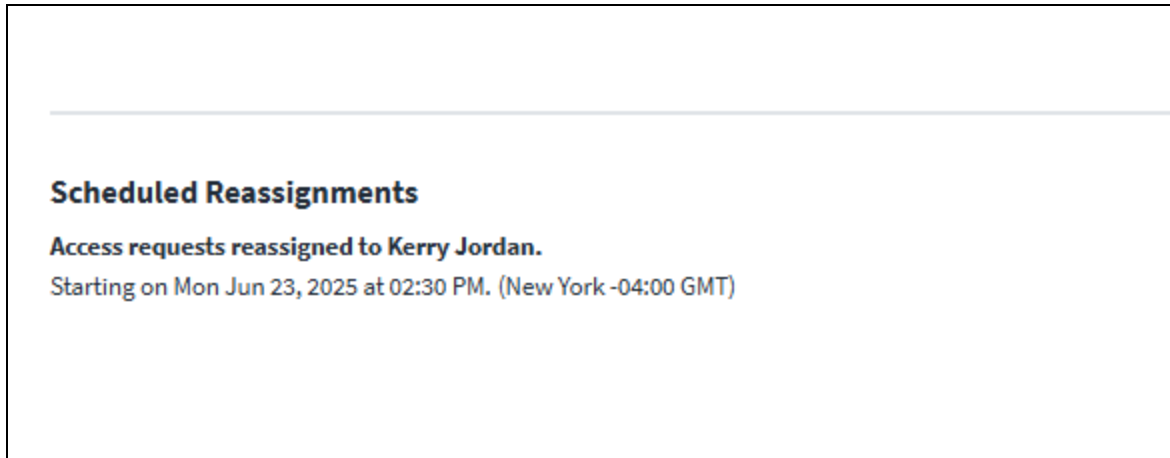 Scheduled Reassignments
Access requests reassigned to Kerry Jordan.
Starting on Mon Jun 23, 2025 at 02:30 PM. (New York -04:00 GMT)